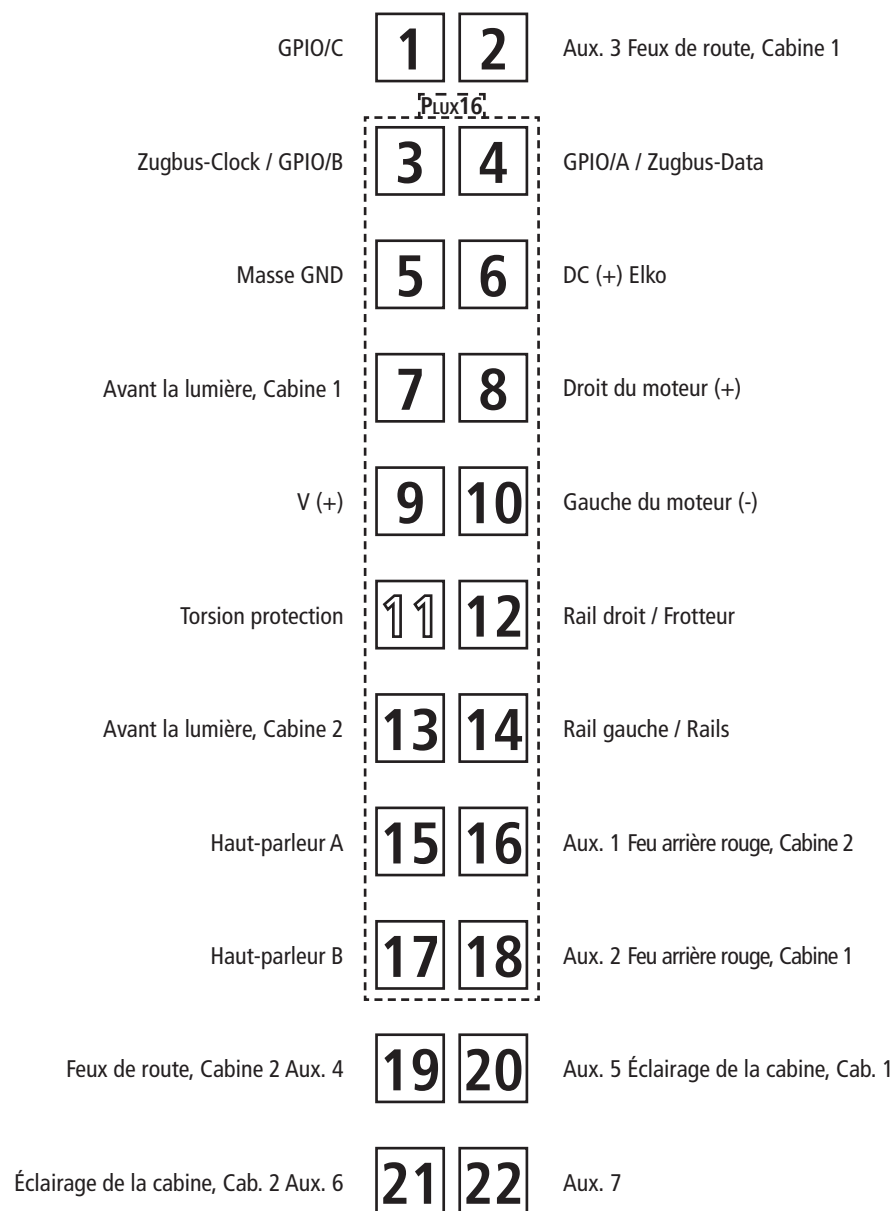 GPIO/C 1 2 Aux. 3 Feux de route, Cabine 1
PLUX16
Zugbus-Clock / GPIO/B 3 4 GPIO/A / Zugbus-Data
Masse GND 5 6 DC (+) Elko
Avant la lumière, Cabine 1 7 8 Droit du moteur (+)
V (+) 9 10 Gauche du moteur (-)
Torsion protection 11 12 Rail droit / Frotteur
Avant la lumière, Cabine 2 13 14 Rail gauche / Rails
Haut-parleur A 15 16 Aux. 1 Feu arrière rouge, Cabine 2
Haut-parleur B 17 18 Aux. 2 Feu arrière rouge, Cabine 1
Feux de route, Cabine 2 Aux. 4 19 20 Aux. 5 Éclairage de la cabine, Cab. 1
Éclairage de la cabine, Cab. 2 Aux. 6 21 22 Aux. 7